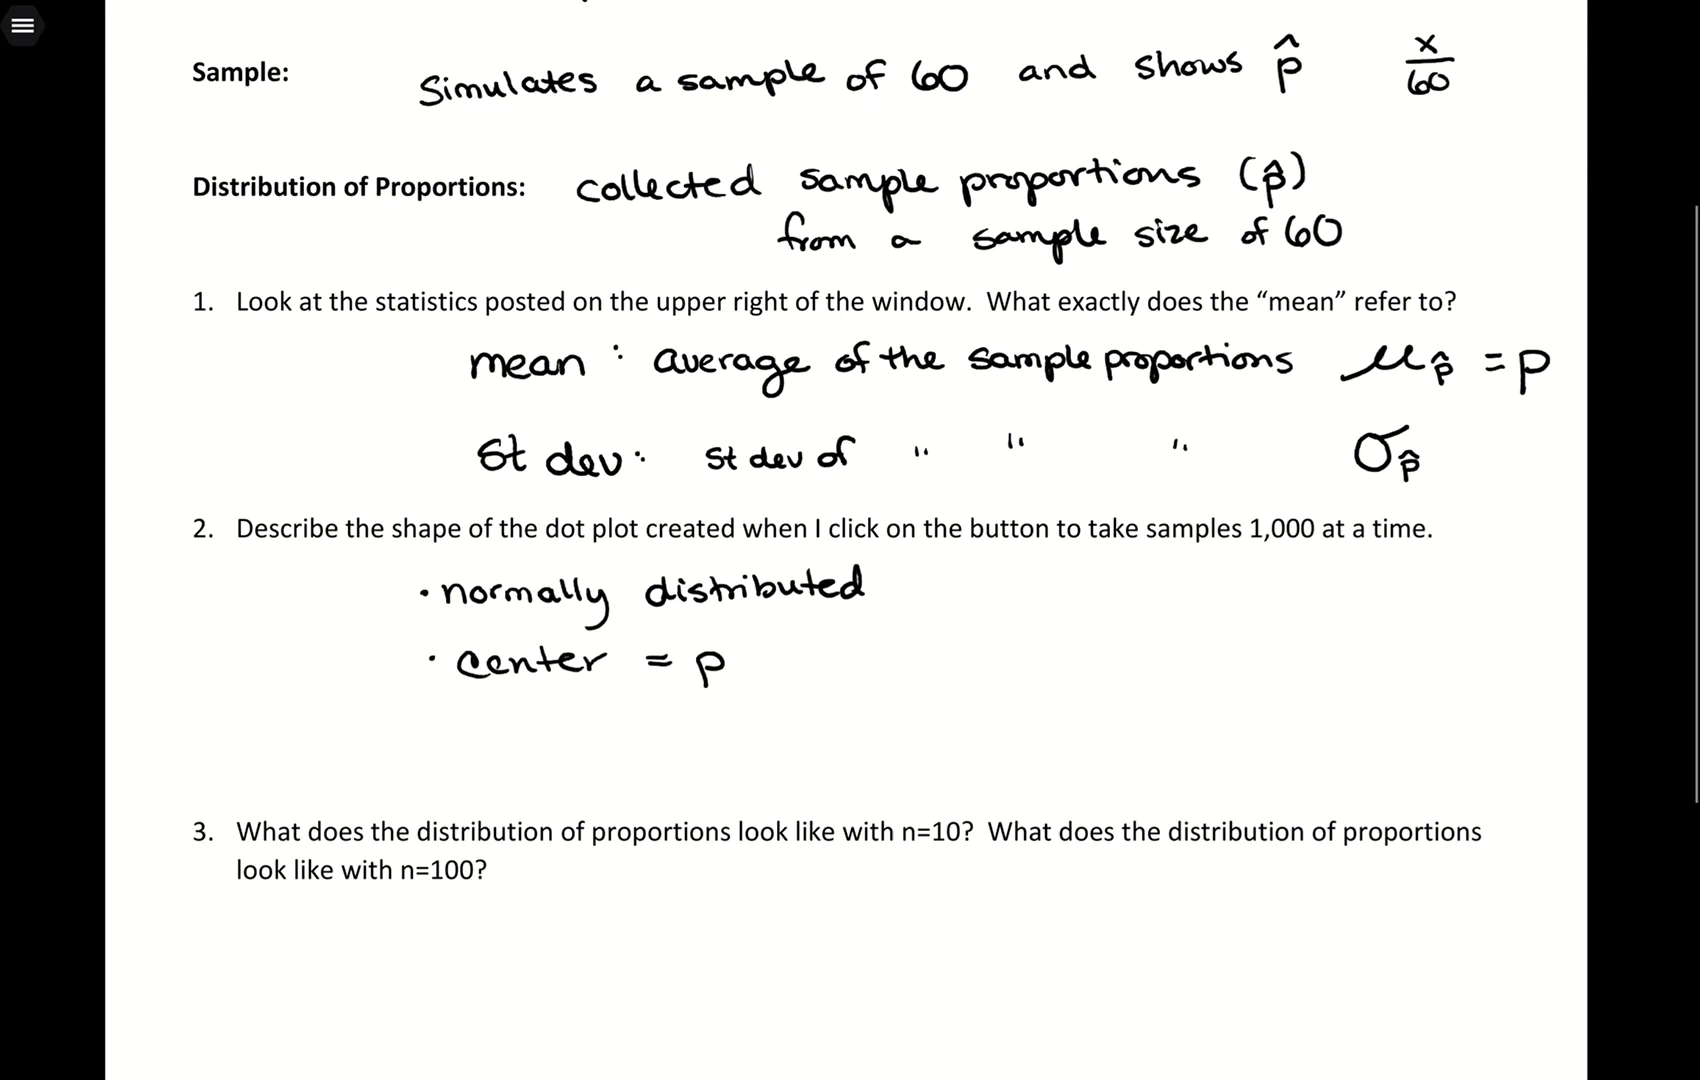 Sample: Simulates a sample of 60 and shows p̂ x/60
Distribution of Proportions: collected sample proportions (p̂)
from a sample size of 60
1. Look at the statistics posted on the upper right of the window. What exactly does the “mean” refer to?
mean : average of the sample proportions μp̂ = p
St dev: st dev of " " " σp̂
2. Describe the shape of the dot plot created when I click on the button to take samples 1,000 at a time.
• normally distributed
• center = p
3. What does the distribution of proportions look like with n=10? What does the distribution of proportions
look like with n=100?